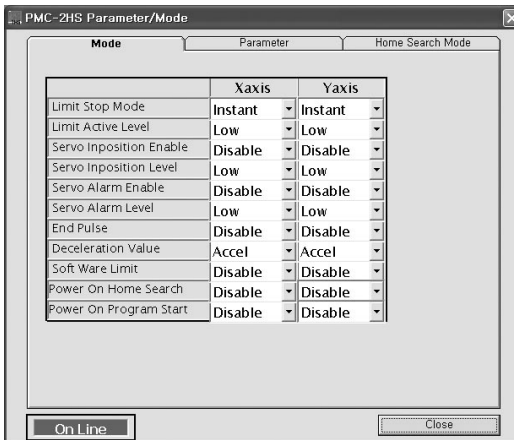 PMC-2HS Parameter/Mode
Mode Parameter Home Search Mode
Xaxis Yaxis
Limit Stop Mode Instant Instant
Limit Active Level Low Low
Servo Inposition Enable Disable Disable
Servo Inposition Level Low Low
Servo Alarm Enable Disable Disable
Servo Alarm Level Low Low
End Pulse Disable Disable
Deceleration Value Accel Accel
Soft Ware Limit Disable Disable
Power On Home Search Disable Disable
Power On Program Start Disable Disable
On Line Close